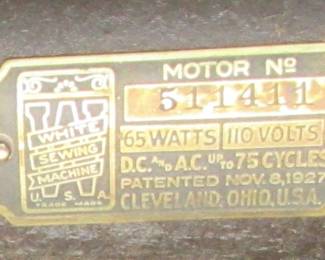 WHITE
SEWING
MACHINE
U. S. A.
TRADE MARK
MOTOR No
511411
65 WATTS 110 VOLTS
D.C. AND A.C. UP TO 75 CYCLES
PATENTED NOV. 8, 1927
CLEVELAND, OHIO, U.S.A.